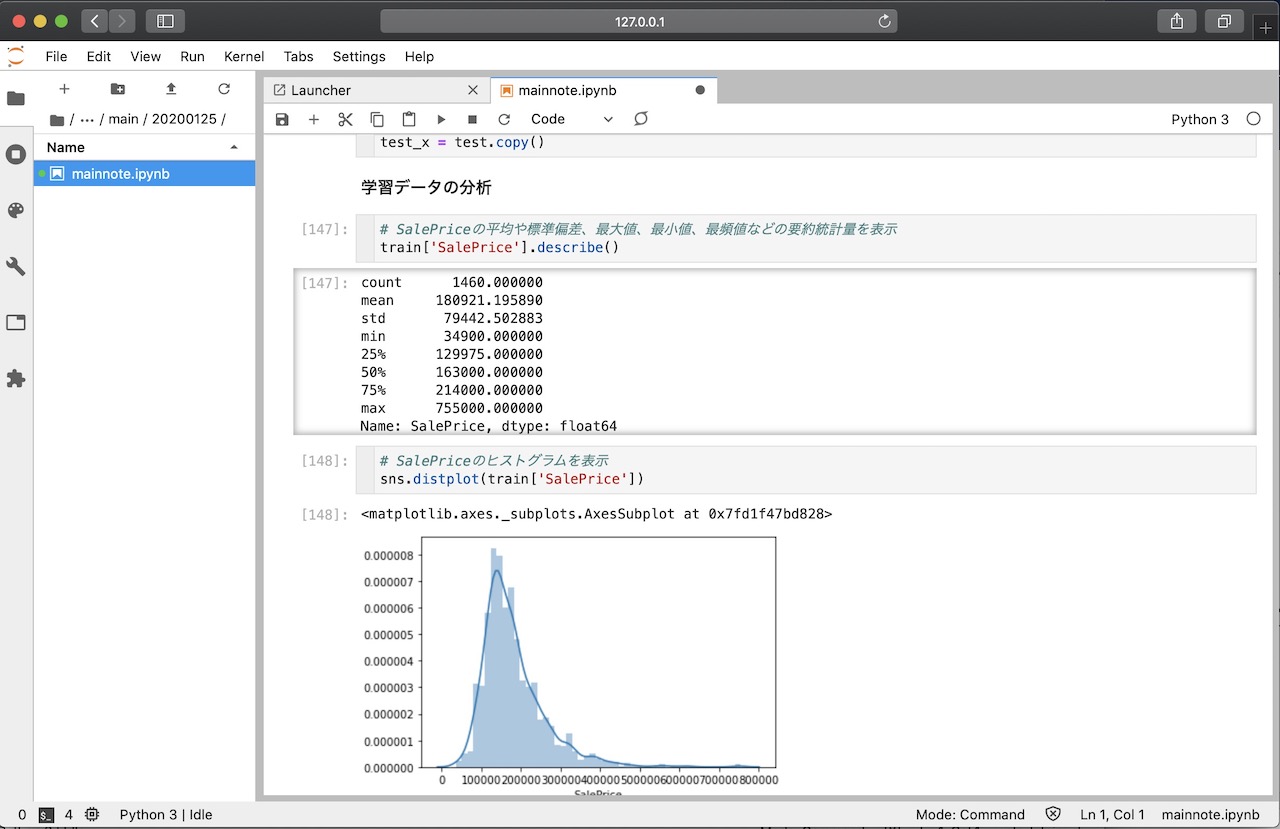 127.0.0.1
File Edit View Run Kernel Tabs Settings Help
Launcher
mainnote.ipynb
/ ··· / main / 20200125 /
Code
Python 3
Name
mainnote.ipynb
test_x = test.copy()
学習データの分析
[147]:
# SalePriceの平均や標準偏差、最大値、最小値、最頻値などの要約統計量を表示
train['SalePrice'].describe()
[147]:
count 1460.000000
mean 180921.195890
std 79442.502883
min 34900.000000
25% 129975.000000
50% 163000.000000
75% 214000.000000
max 755000.000000
Name: SalePrice, dtype: float64
[148]:
# SalePriceのヒストグラムを表示
sns.distplot(train['SalePrice'])
[148]:
<matplotlib.axes._subplots.AxesSubplot at 0x7fd1f47bd828>
0.000008
0.000007
0.000006
0.000005
0.000004
0.000003
0.000002
0.000001
0.000000
0 100000 200000 300000 400000 500000 600000 700000 800000
SalePrice
0 4 Python 3 | Idle
Mode: Command Ln 1, Col 1 mainnote.ipynb